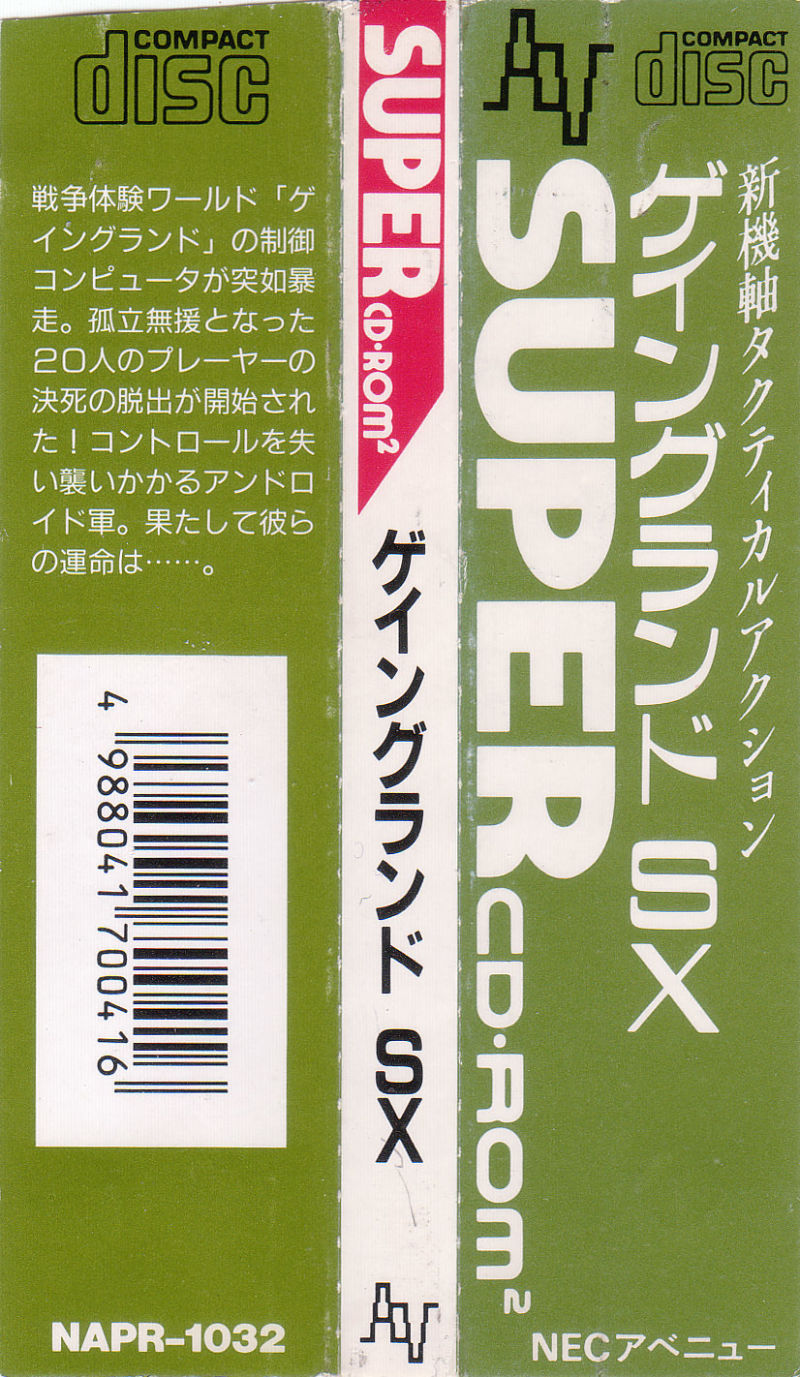 COMPACT
disc
戦争体験ワールド「ゲ
イングランド」の制御
コンピュータが突如暴
走。孤立無援となった
20人のプレーヤーの
決死の脱出が開始され
た！コントロールを失
い襲いかかるアンドロ
イド軍。果たして彼ら
の運命は……。
4 988041 700416
NAPR-1032
SUPER CD・ROM²
ゲイングランド SX
AV
AV
COMPACT
disc
新機軸タクティカルアクション
ゲイングランド SX
SUPER CD・ROM²
NECアベニュー